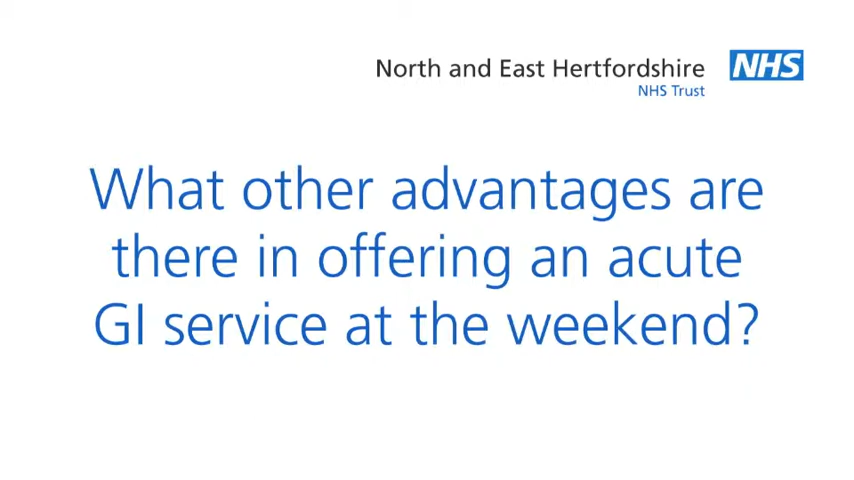 North and East Hertfordshire NHS
NHS Trust
What other advantages are
there in offering an acute
GI service at the weekend?